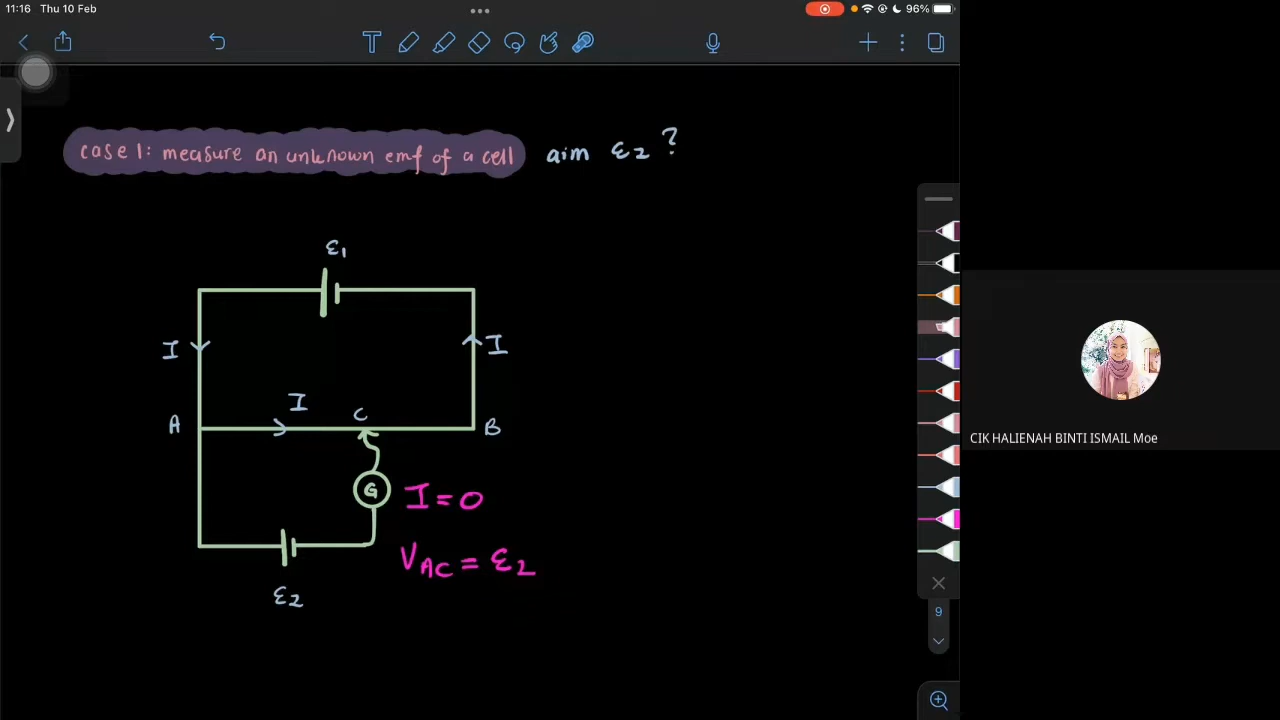 11:16 Thu 10 Feb
96%
T
case 1: measure an unknown emf of a cell aim ε2 ?
ε1
I
I
I
A
C
B
G
I = 0
VAC = ε2
ε2
9
CIK HALIENAH BINTI ISMAIL Moe